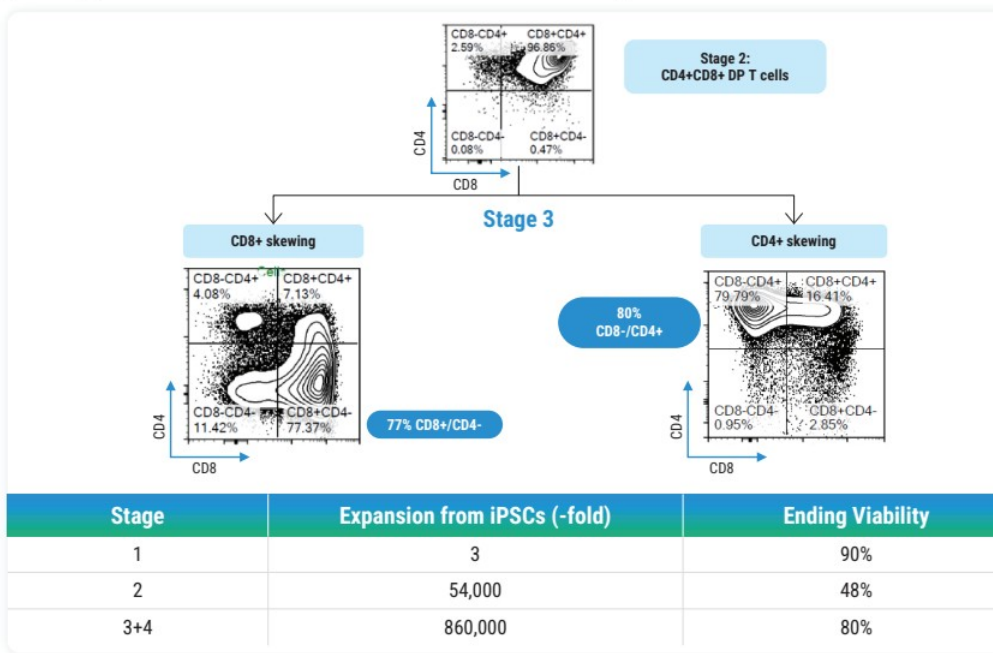 CD8-CD4+ CD8+CD4+
2.59% 96.86%
CD8-CD4- CD8+CD4-
0.08% 0.47%
CD4
CD8
Stage 2:
CD4+CD8+ DP T cells
Stage 3
CD8+ skewing
CD8-CD4+ CD8+CD4+
4.08% 7.13%
CD8-CD4- CD8+CD4-
11.42% 77.37%
CD4
CD8
77% CD8+/CD4-
CD4+ skewing
80%
CD8-/CD4+
CD8-CD4+ CD8+CD4+
79.79% 16.41%
CD8-CD4- CD8+CD4-
0.95% 2.85%
CD4
CD8
Stage Expansion from iPSCs (-fold) Ending Viability
1 3 90%
2 54,000 48%
3+4 860,000 80%